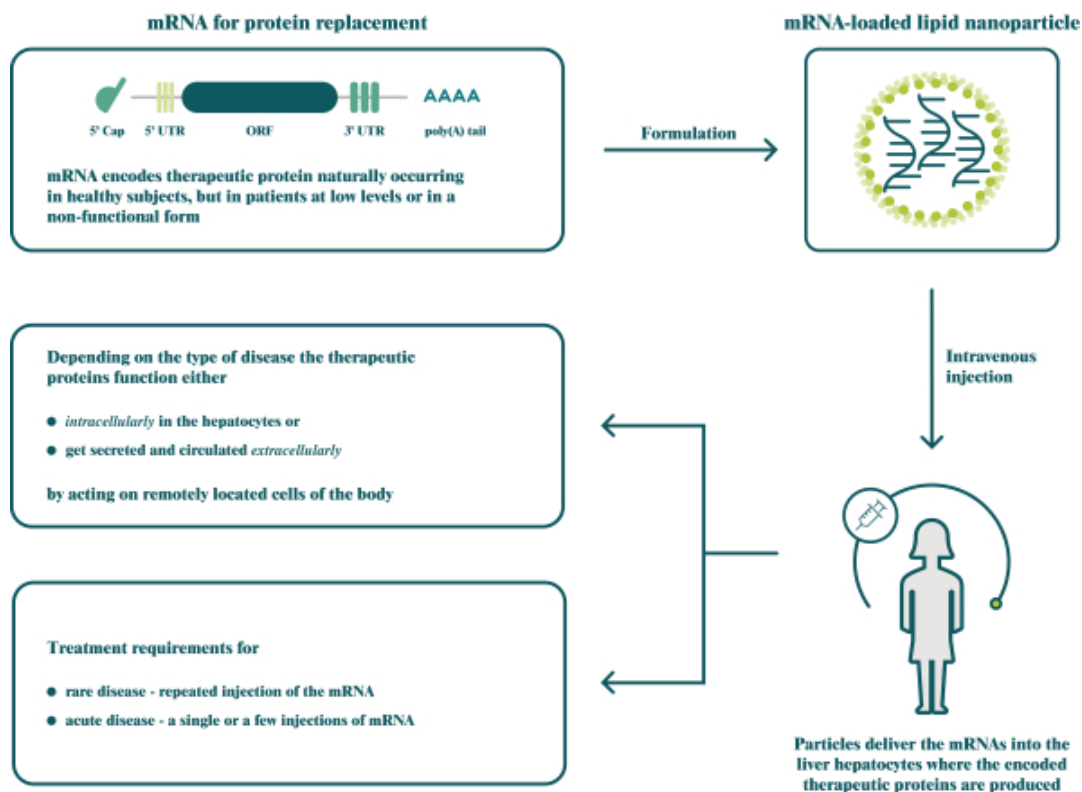 mRNA for protein replacement
5' Cap
5' UTR
ORF
3' UTR
AAAA
poly(A) tail
mRNA encodes therapeutic protein naturally occurring
in healthy subjects, but in patients at low levels or in a
non-functional form
Formulation
mRNA-loaded lipid nanoparticle
Intravenous
injection
Particles deliver the mRNAs into the
liver hepatocytes where the encoded
therapeutic proteins are produced
Depending on the type of disease the therapeutic
proteins function either
● intracellularly in the hepatocytes or
● get secreted and circulated extracellularly
by acting on remotely located cells of the body
Treatment requirements for
● rare disease - repeated injection of the mRNA
● acute disease - a single or a few injections of mRNA